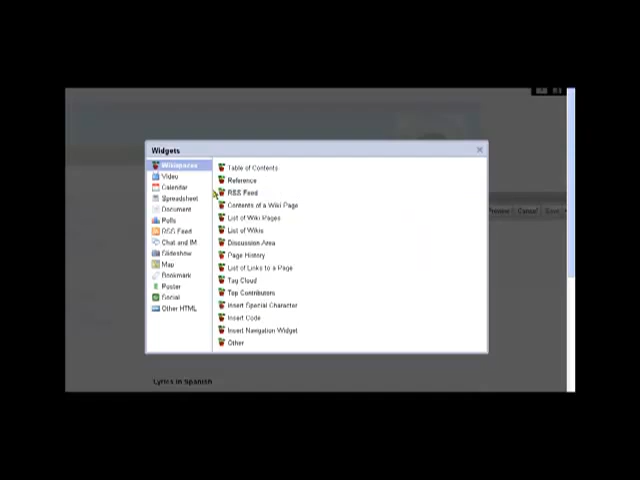 Widgets
Wikispaces
Video
Calendar
Spreadsheet
Document
Polls
RSS Feed
Chat and IM
Slideshow
Map
Bookmark
Poster
Social
Other HTML
Table of Contents
Reference
RSS Feed
Contents of a Wiki Page
List of Wiki Pages
List of Wikis
Discussion Area
Page History
List of Links to a Page
Tag Cloud
Top Contributors
Insert Special Character
Insert Code
Insert Navigation Widget
Other
Preview Cancel Save
Lyrics in Spanish